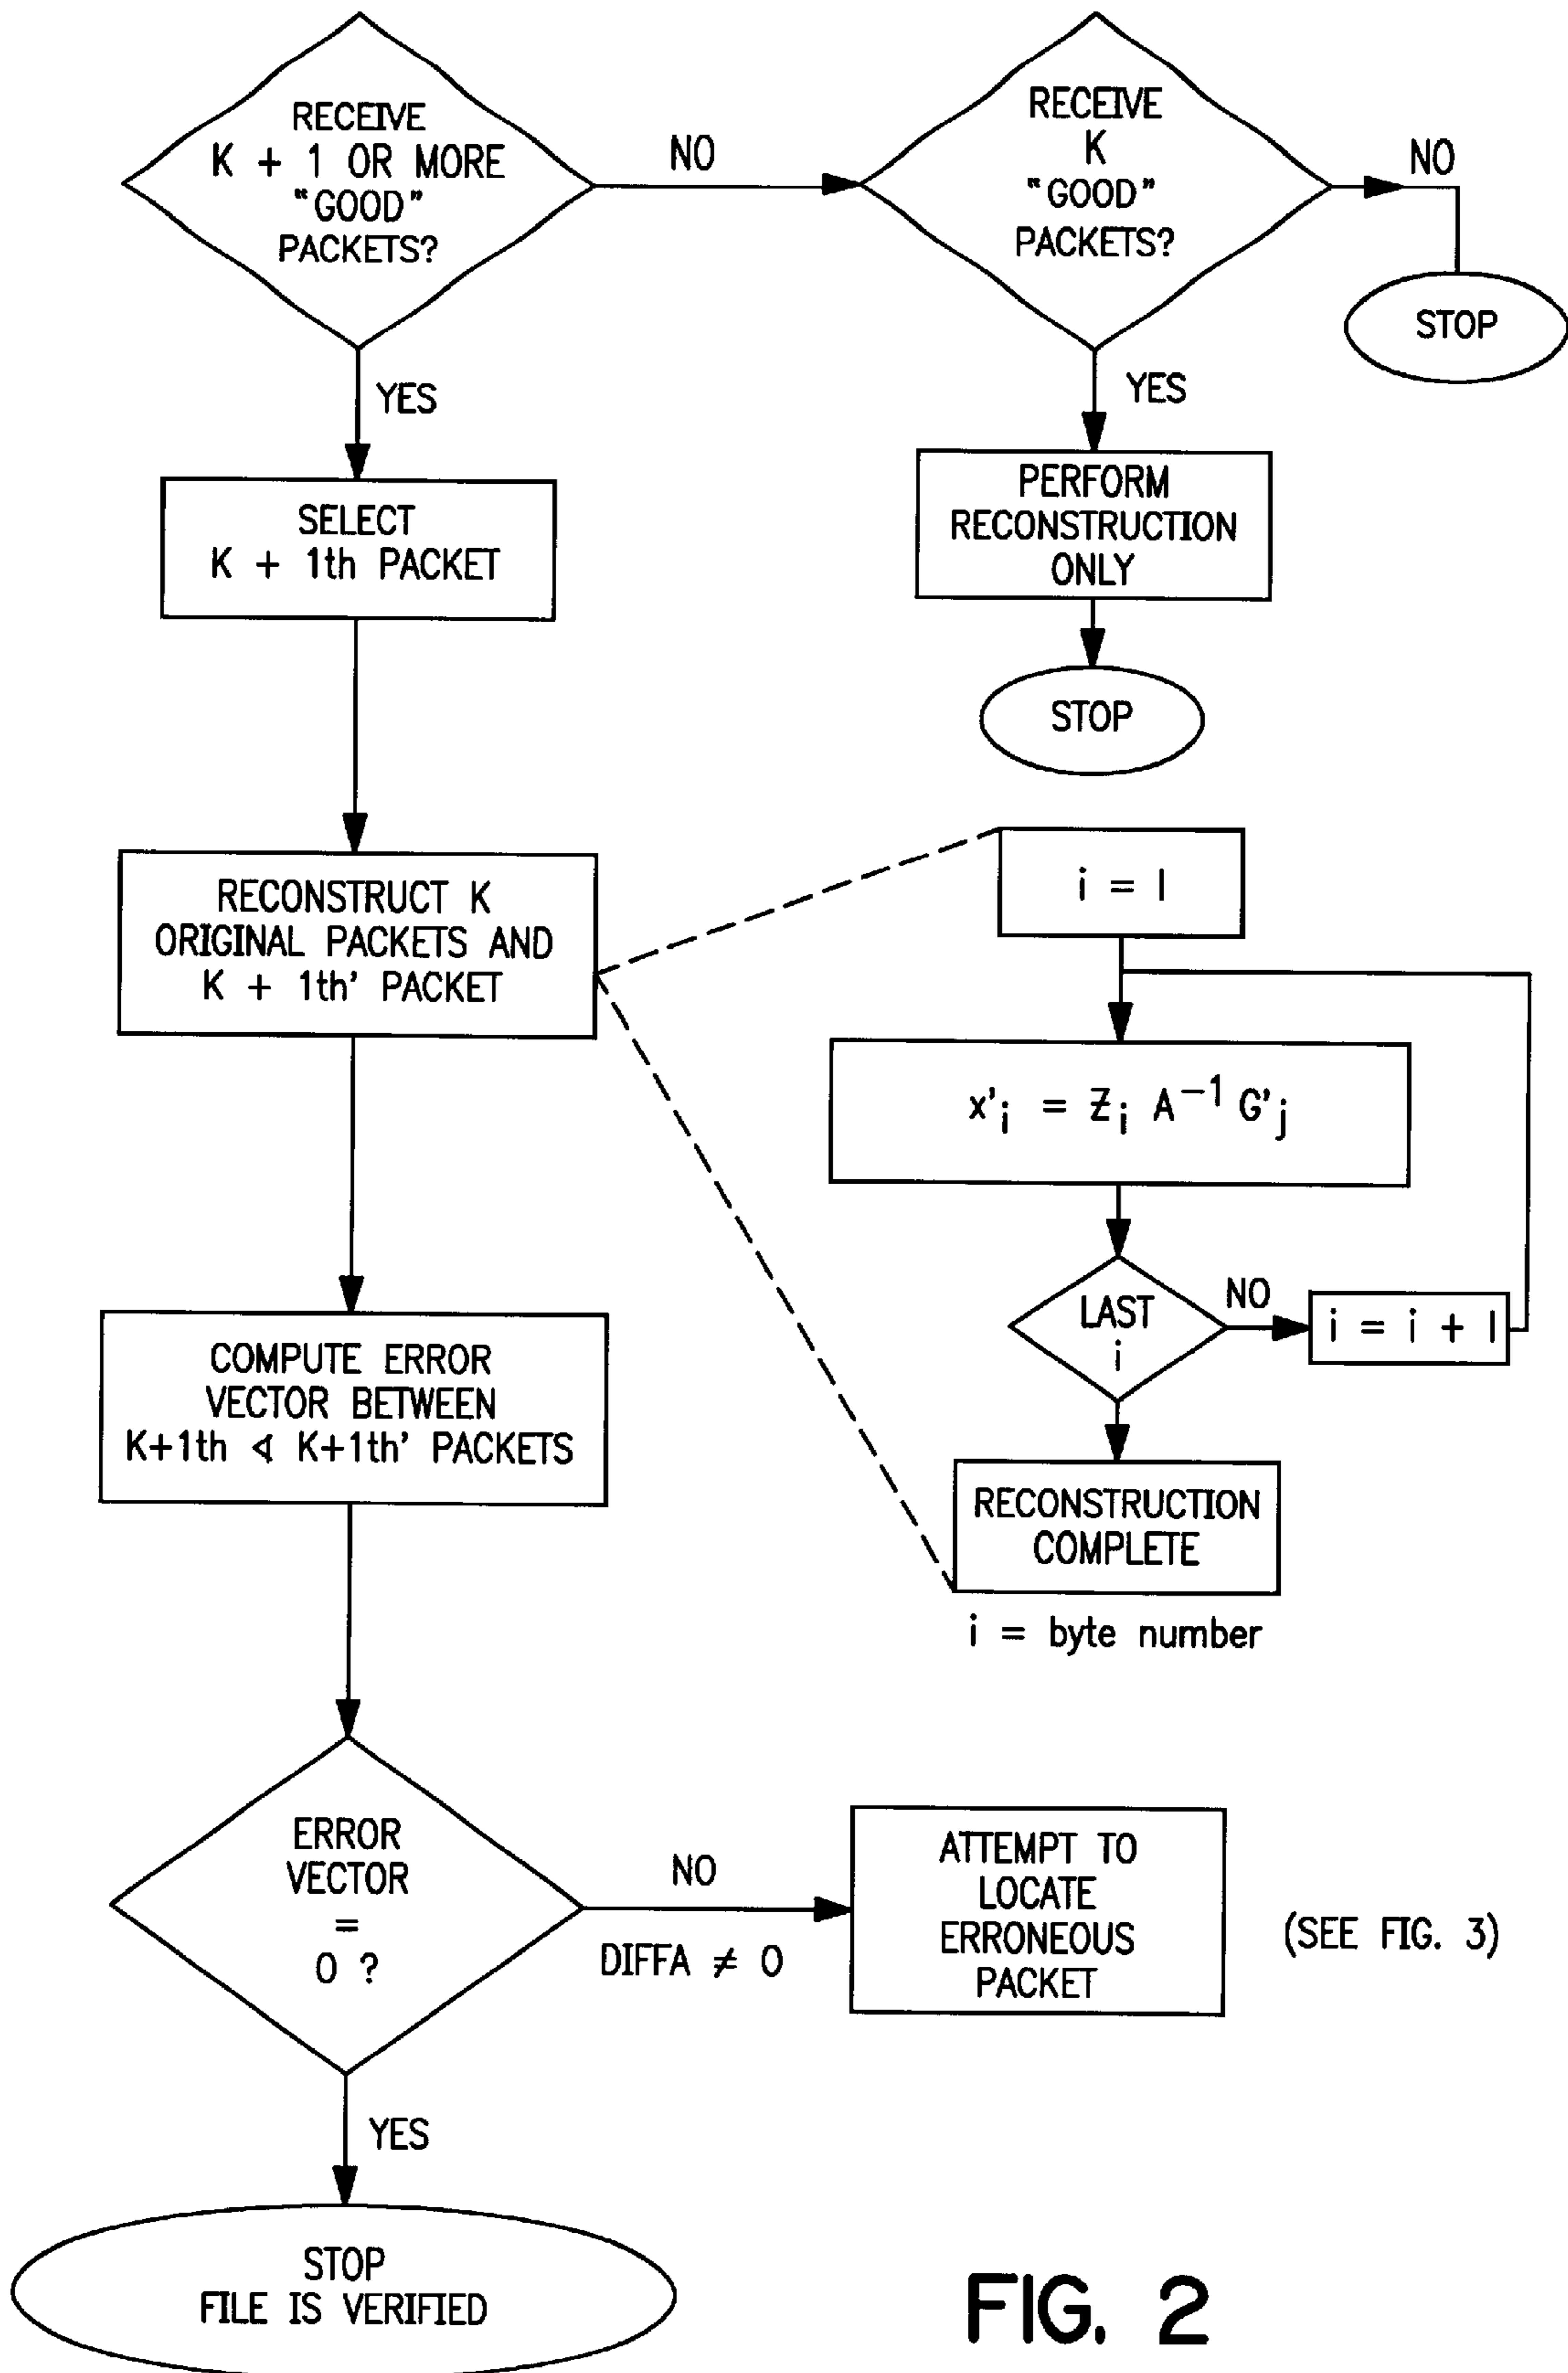 RECEIVE
K + 1 OR MORE
"GOOD"
PACKETS?
NO
RECEIVE
K
"GOOD"
PACKETS?
NO
STOP
YES
YES
SELECT
K + 1th PACKET
PERFORM
RECONSTRUCTION
ONLY
STOP
RECONSTRUCT K
ORIGINAL PACKETS AND
K + 1th' PACKET
i = 1
x'i = Zi A⁻¹ G'j
LAST
i
NO
i = i + 1
RECONSTRUCTION
COMPLETE
i = byte number
COMPUTE ERROR
VECTOR BETWEEN
K+1th ∢ K+1th' PACKETS
ERROR
VECTOR
=
0 ?
NO
DIFFA ≠ 0
ATTEMPT TO
LOCATE
ERRONEOUS
PACKET
(SEE FIG. 3)
YES
STOP
FILE IS VERIFIED
FIG. 2